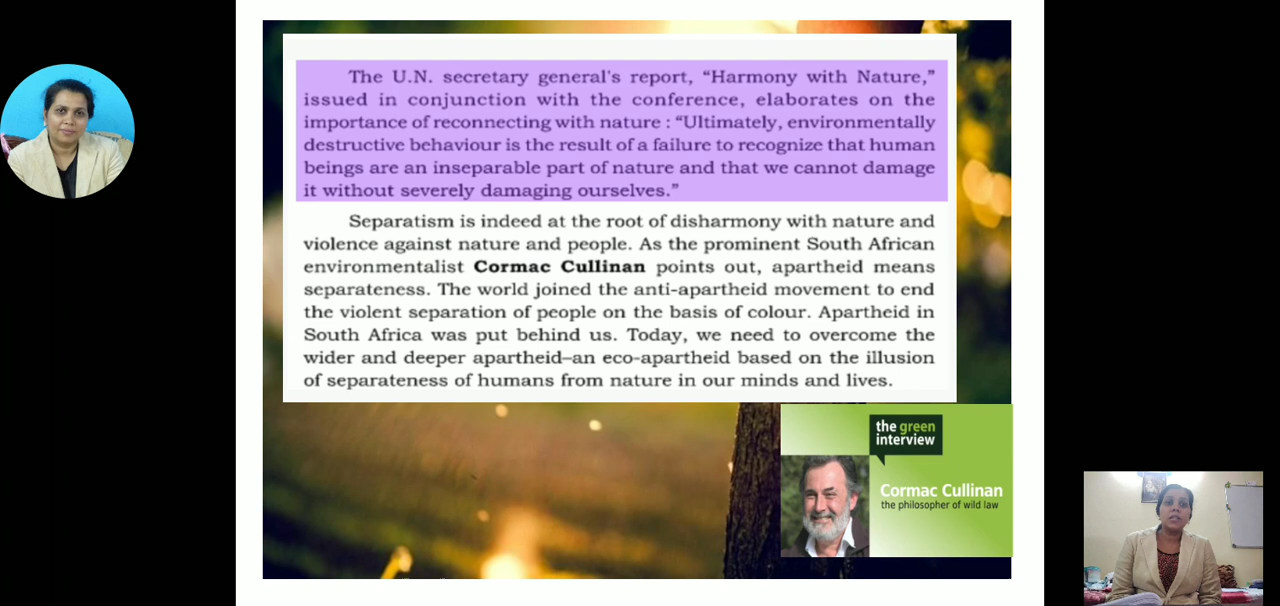 The U.N. secretary general's report, “Harmony with Nature,”
issued in conjunction with the conference, elaborates on the
importance of reconnecting with nature : “Ultimately, environmentally
destructive behaviour is the result of a failure to recognize that human
beings are an inseparable part of nature and that we cannot damage
it without severely damaging ourselves.”
Separatism is indeed at the root of disharmony with nature and
violence against nature and people. As the prominent South African
environmentalist Cormac Cullinan points out, apartheid means
separateness. The world joined the anti-apartheid movement to end
the violent separation of people on the basis of colour. Apartheid in
South Africa was put behind us. Today, we need to overcome the
wider and deeper apartheid–an eco-apartheid based on the illusion
of separateness of humans from nature in our minds and lives.
the green
interview
Cormac Cullinan
the philosopher of wild law